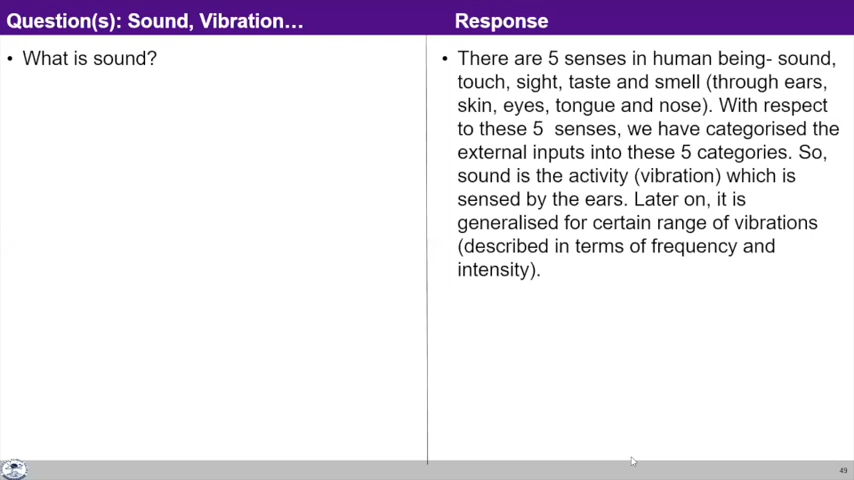 Question(s): Sound, Vibration…
Response
• What is sound?
• There are 5 senses in human being- sound,
touch, sight, taste and smell (through ears,
skin, eyes, tongue and nose). With respect
to these 5  senses, we have categorised the
external inputs into these 5 categories. So,
sound is the activity (vibration) which is
sensed by the ears. Later on, it is
generalised for certain range of vibrations
(described in terms of frequency and
intensity).
49